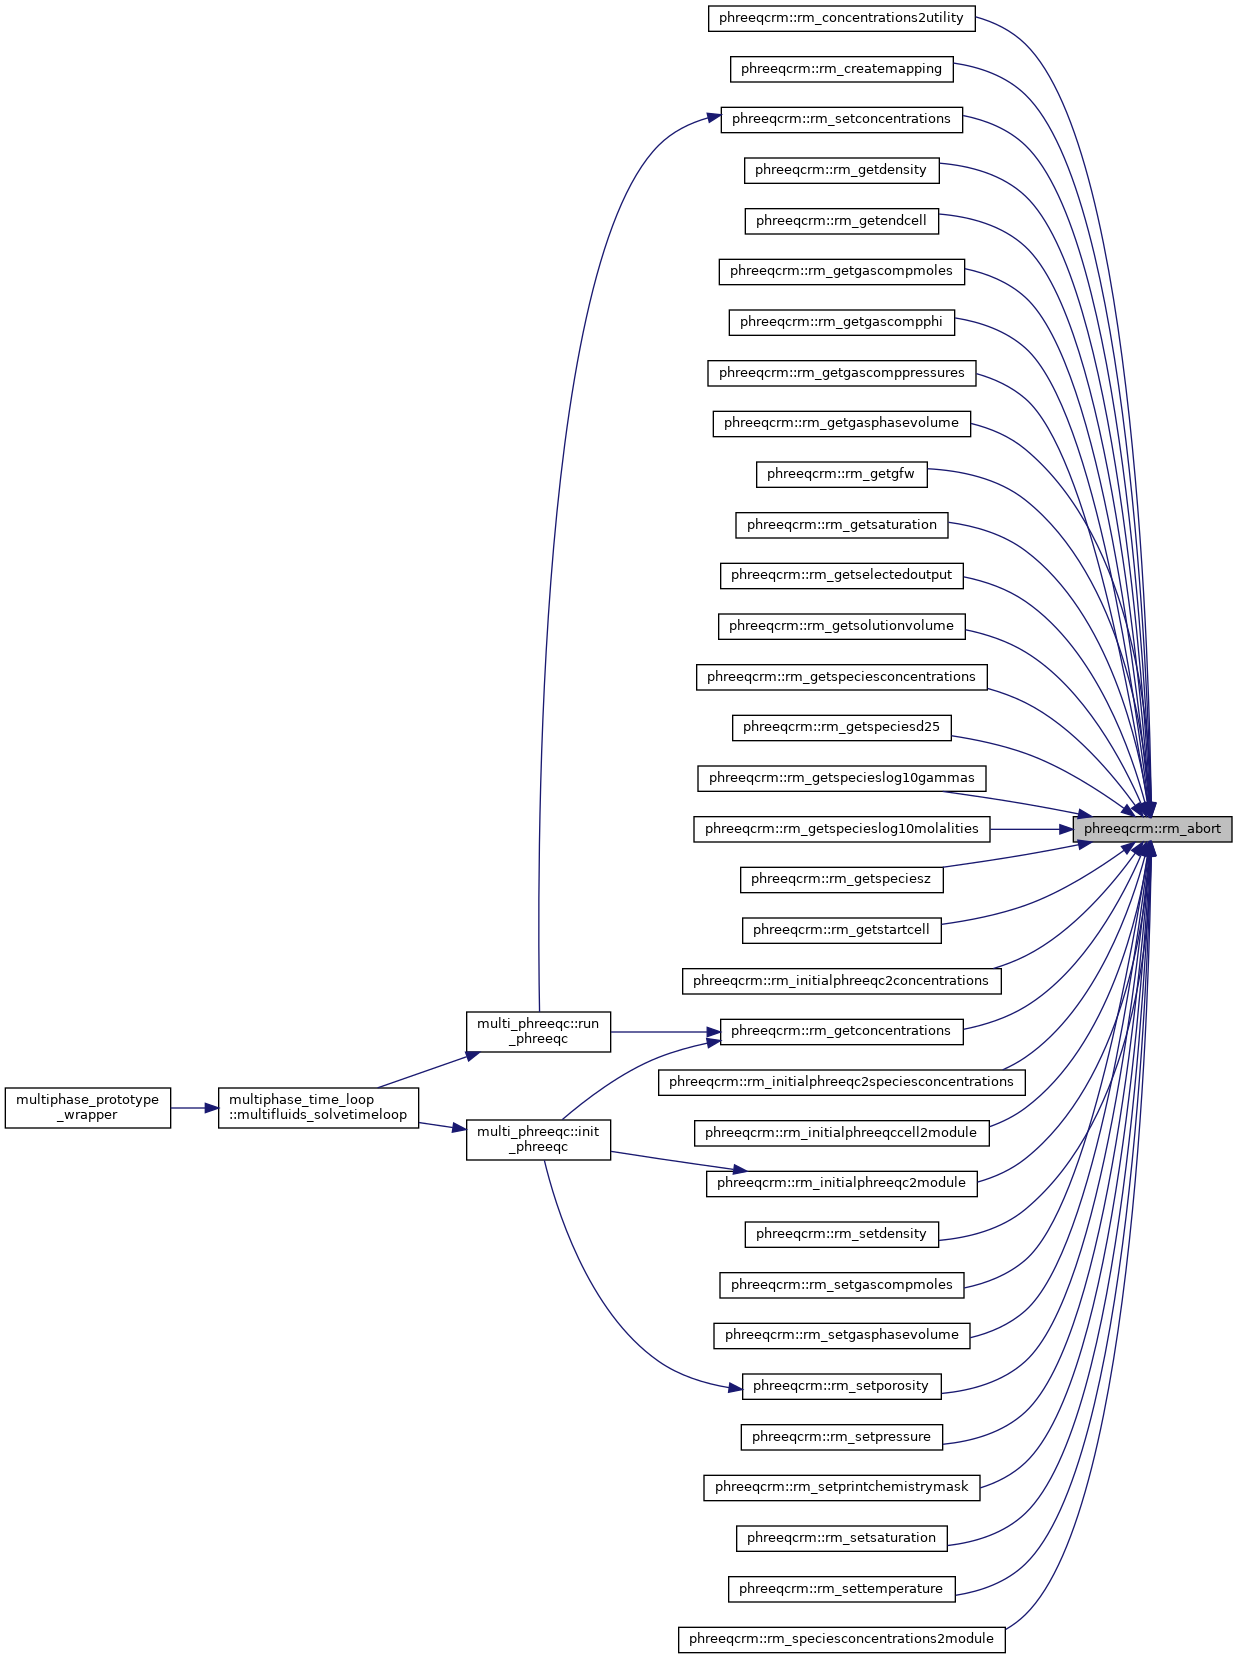 phreeqcrm::rm_concentrations2utility
phreeqcrm::rm_createmapping
phreeqcrm::rm_setconcentrations
phreeqcrm::rm_getdensity
phreeqcrm::rm_getendcell
phreeqcrm::rm_getgascompmoles
phreeqcrm::rm_getgascompphi
phreeqcrm::rm_getgascomppressures
phreeqcrm::rm_getgasphasevolume
phreeqcrm::rm_getgfw
phreeqcrm::rm_getsaturation
phreeqcrm::rm_getselectedoutput
phreeqcrm::rm_getsolutionvolume
phreeqcrm::rm_getspeciesconcentrations
phreeqcrm::rm_getspeciesd25
phreeqcrm::rm_getspecieslog10gammas
phreeqcrm::rm_getspecieslog10molalities
phreeqcrm::rm_abort
phreeqcrm::rm_getspeciesz
phreeqcrm::rm_getstartcell
phreeqcrm::rm_initialphreeqc2concentrations
multi_phreeqc::run
_phreeqc
phreeqcrm::rm_getconcentrations
phreeqcrm::rm_initialphreeqc2speciesconcentrations
multiphase_prototype
_wrapper
multiphase_time_loop
::multifluids_solvetimeloop
multi_phreeqc::init
_phreeqc
phreeqcrm::rm_initialphreeqccell2module
phreeqcrm::rm_initialphreeqc2module
phreeqcrm::rm_setdensity
phreeqcrm::rm_setgascompmoles
phreeqcrm::rm_setgasphasevolume
phreeqcrm::rm_setporosity
phreeqcrm::rm_setpressure
phreeqcrm::rm_setprintchemistrymask
phreeqcrm::rm_setsaturation
phreeqcrm::rm_settemperature
phreeqcrm::rm_speciesconcentrations2module